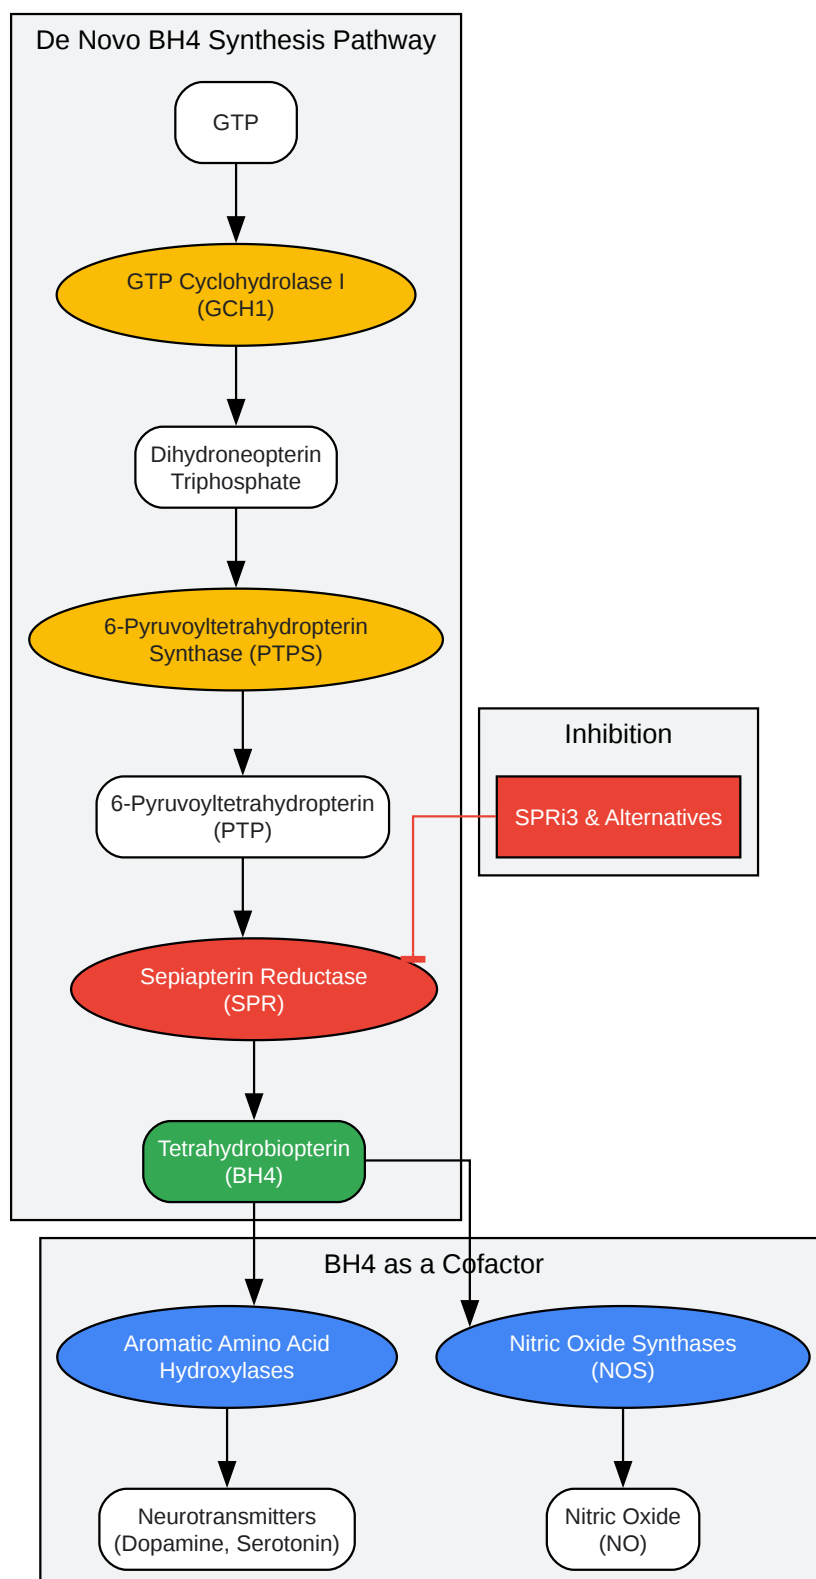 De Novo BH4 Synthesis Pathway
GTP
GTP Cyclohydrolase I
(GCH1)
Dihydroneopterin
Triphosphate
6-Pyruvoyltetrahydropterin
Synthase (PTPS)
6-Pyruvoyltetrahydropterin
(PTP)
Inhibition
SPRi3 & Alternatives
Sepiapterin Reductase
(SPR)
Tetrahydrobiopterin
(BH4)
BH4 as a Cofactor
Aromatic Amino Acid
Hydroxylases
Nitric Oxide Synthases
(NOS)
Neurotransmitters
(Dopamine, Serotonin)
Nitric Oxide
(NO)